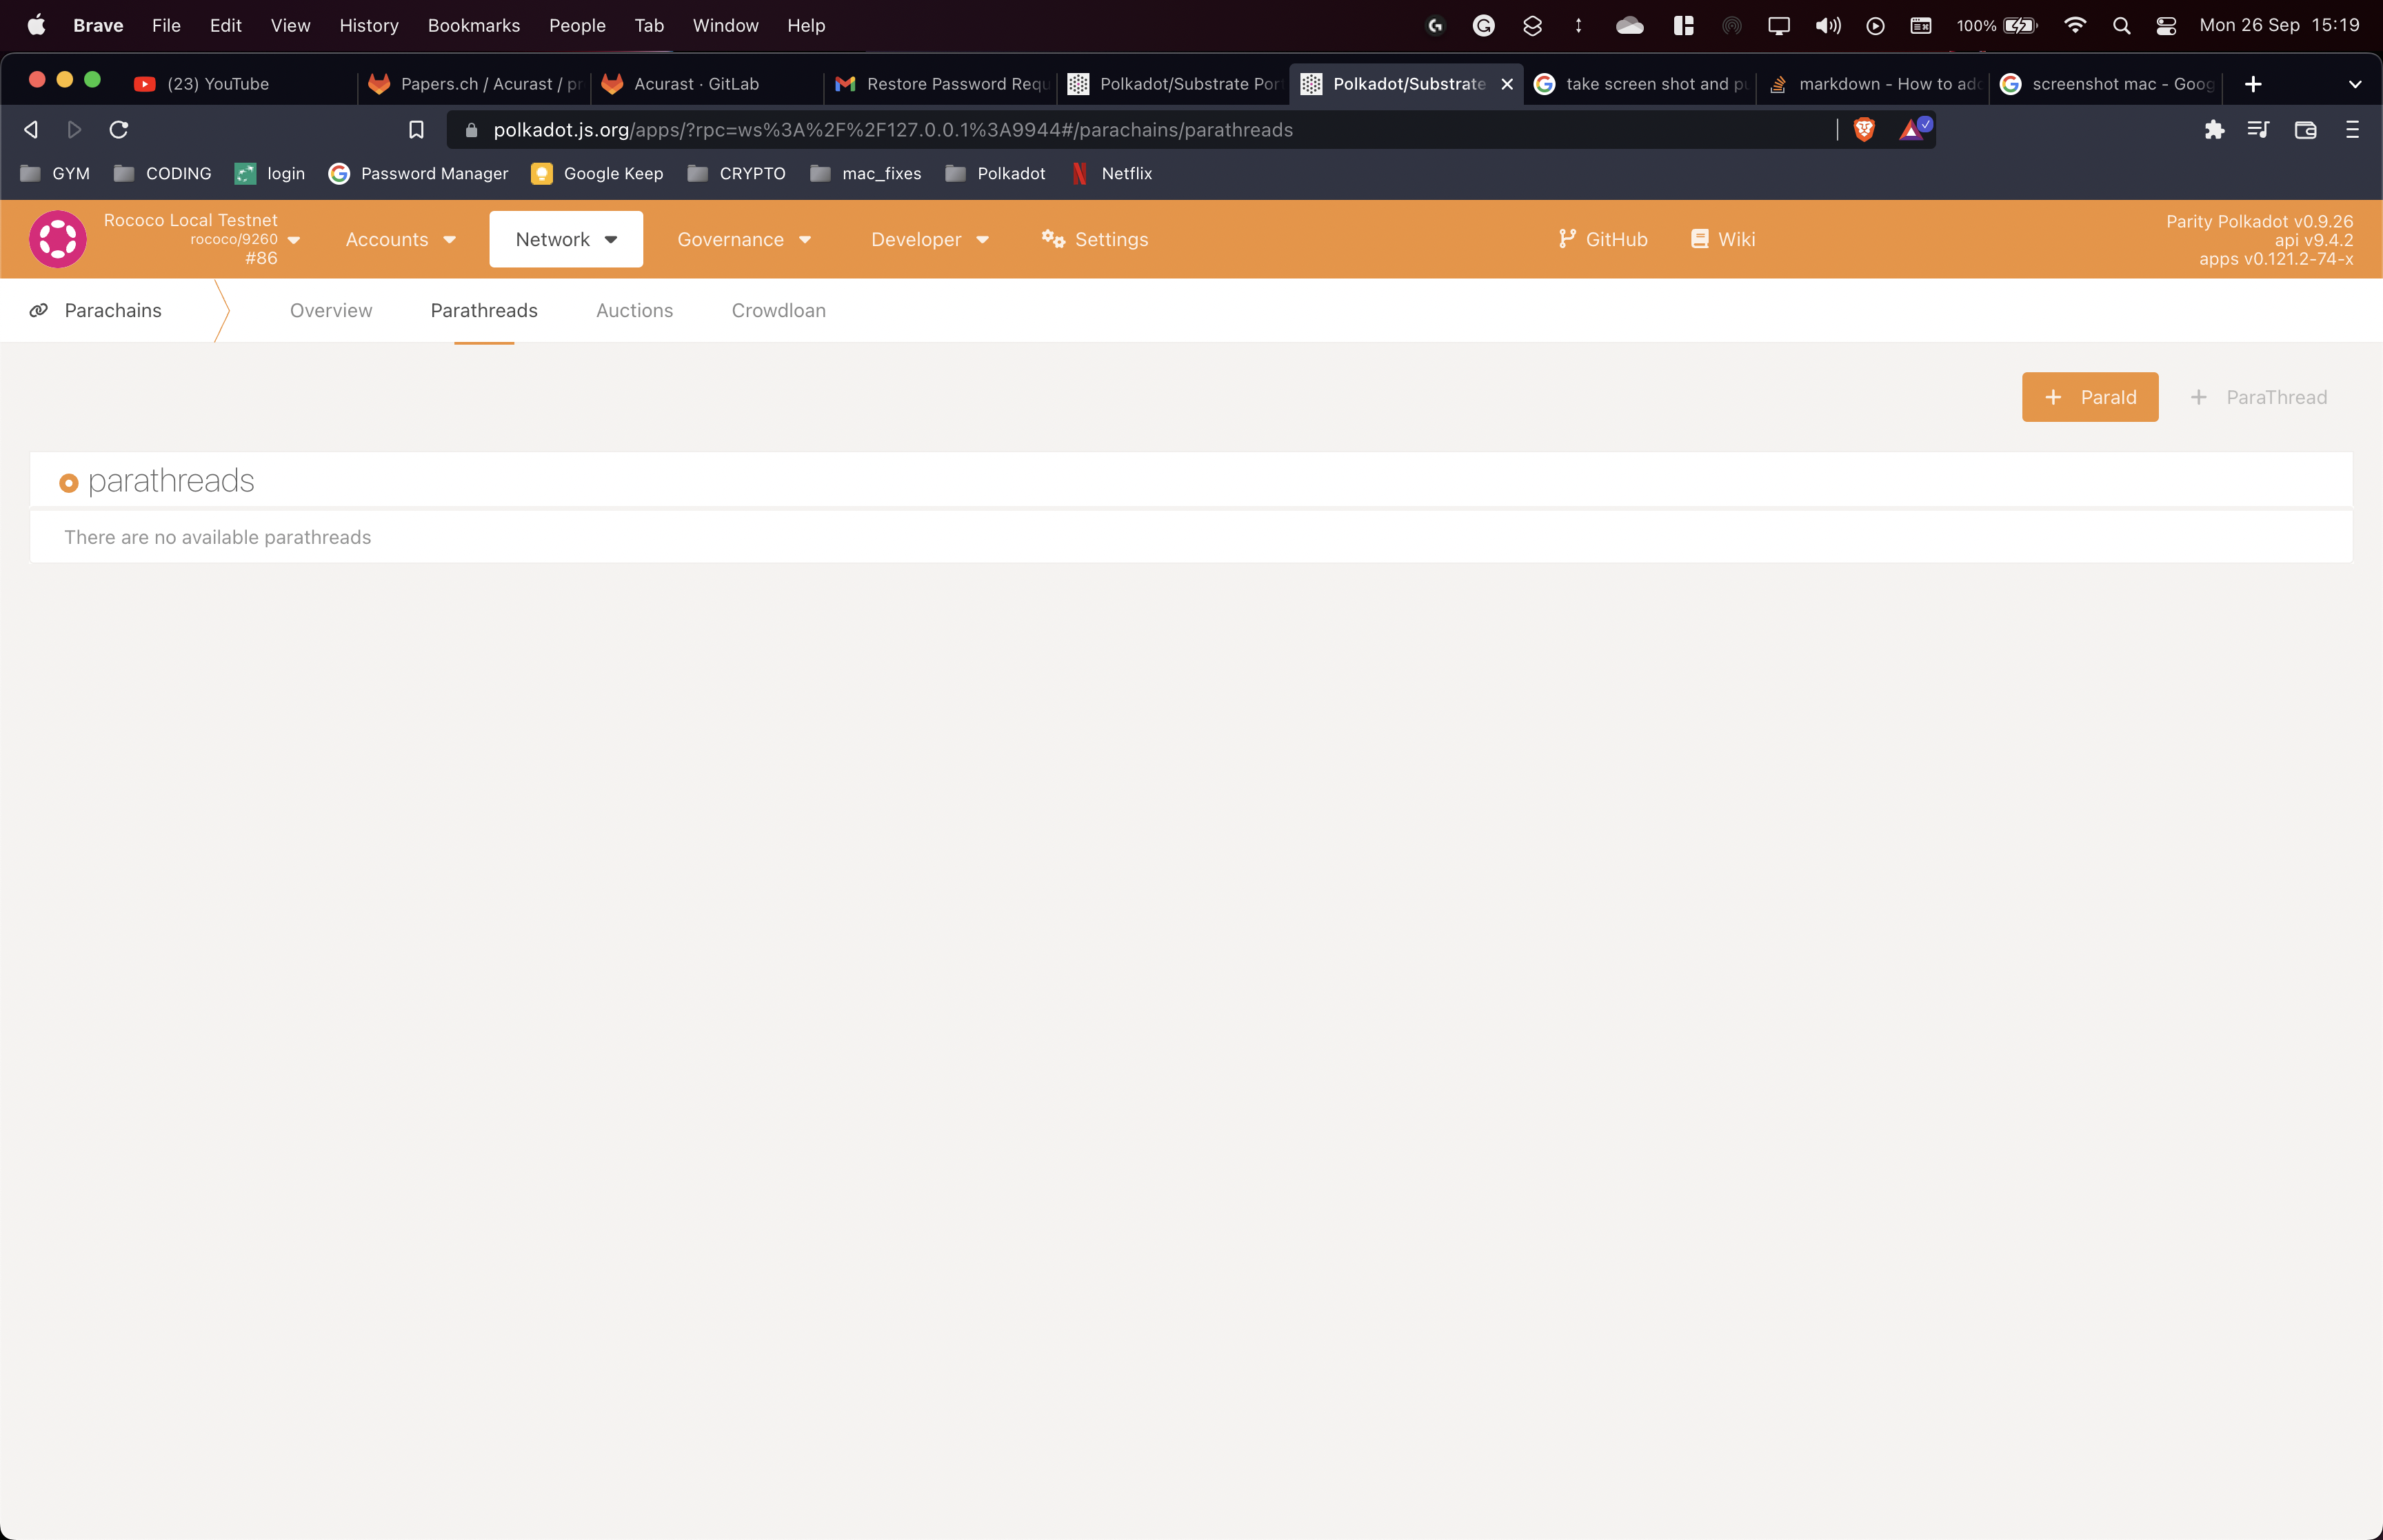 Brave File Edit View History Bookmarks People Tab Window Help 100% Mon 26 Sep 15:19
(23) YouTube Papers.ch / Acurast / pr Acurast · GitLab Restore Password Requ Polkadot/Substrate Por Polkadot/Substrate take screen shot and pu markdown - How to add screenshot mac - Goog
polkadot.js.org/apps/?rpc=ws%3A%2F%2F127.0.0.1%3A9944#/parachains/parathreads
GYM CODING login Password Manager Google Keep CRYPTO mac_fixes Polkadot Netflix
Rococo Local Testnet
rococo/9260
#86
Accounts Network Governance Developer Settings GitHub Wiki
Parity Polkadot v0.9.26
api v9.4.2
apps v0.121.2-74-x
Parachains Overview Parathreads Auctions Crowdloan
+ ParaId + ParaThread
parathreads
There are no available parathreads